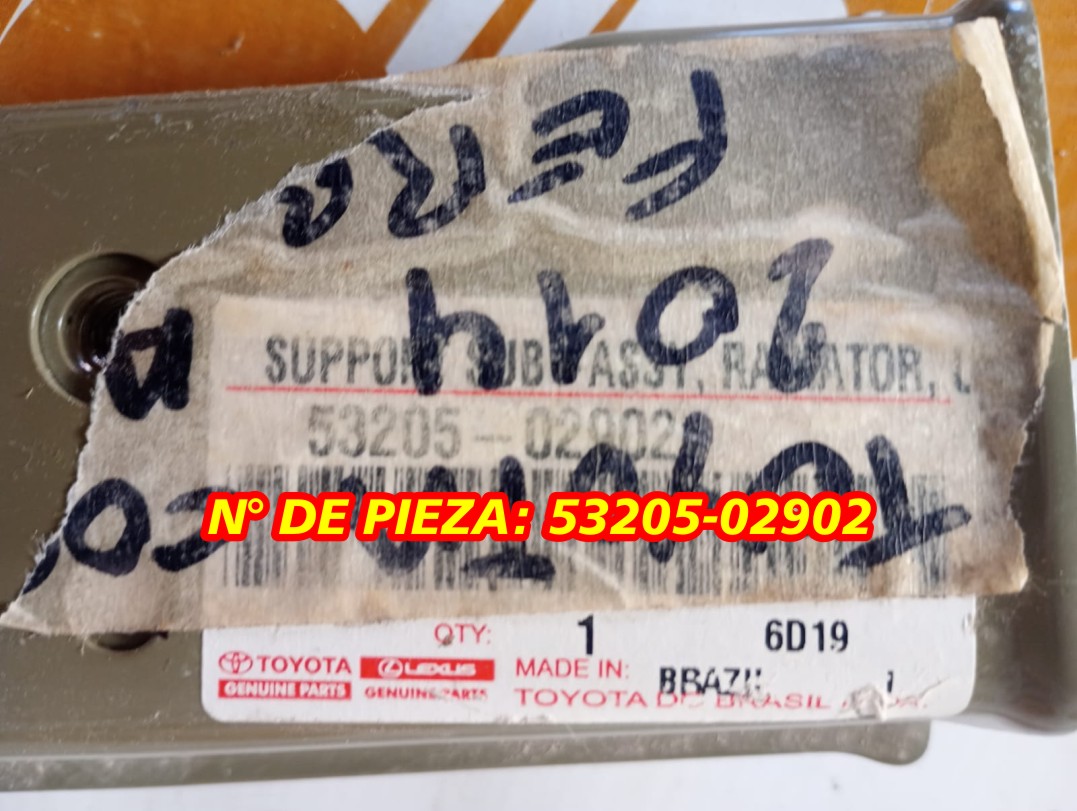 2014
SUPPORT SUB-ASSY, RADIATOR, L
53205-02902
N° DE PIEZA: 53205-02902
QTY: 1 6D19
TOYOTA LEXUS MADE IN: BRAZIL
GENUINE PARTS GENUINE PARTS TOYOTA DO BRASIL LTDA.